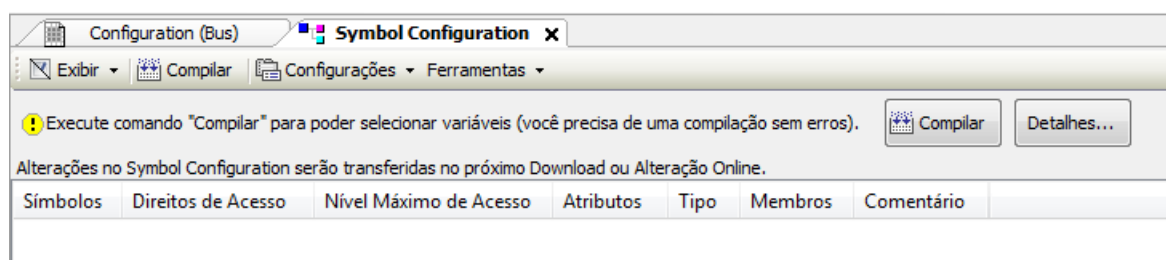 Configuration (Bus) Symbol Configuration x
Exibir Compilar Configurações Ferramentas
Execute comando "Compilar" para poder selecionar variáveis (você precisa de uma compilação sem erros). Compilar Detalhes...
Alterações no Symbol Configuration serão transferidas no próximo Download ou Alteração Online.
Símbolos Direitos de Acesso Nível Máximo de Acesso Atributos Tipo Membros Comentário